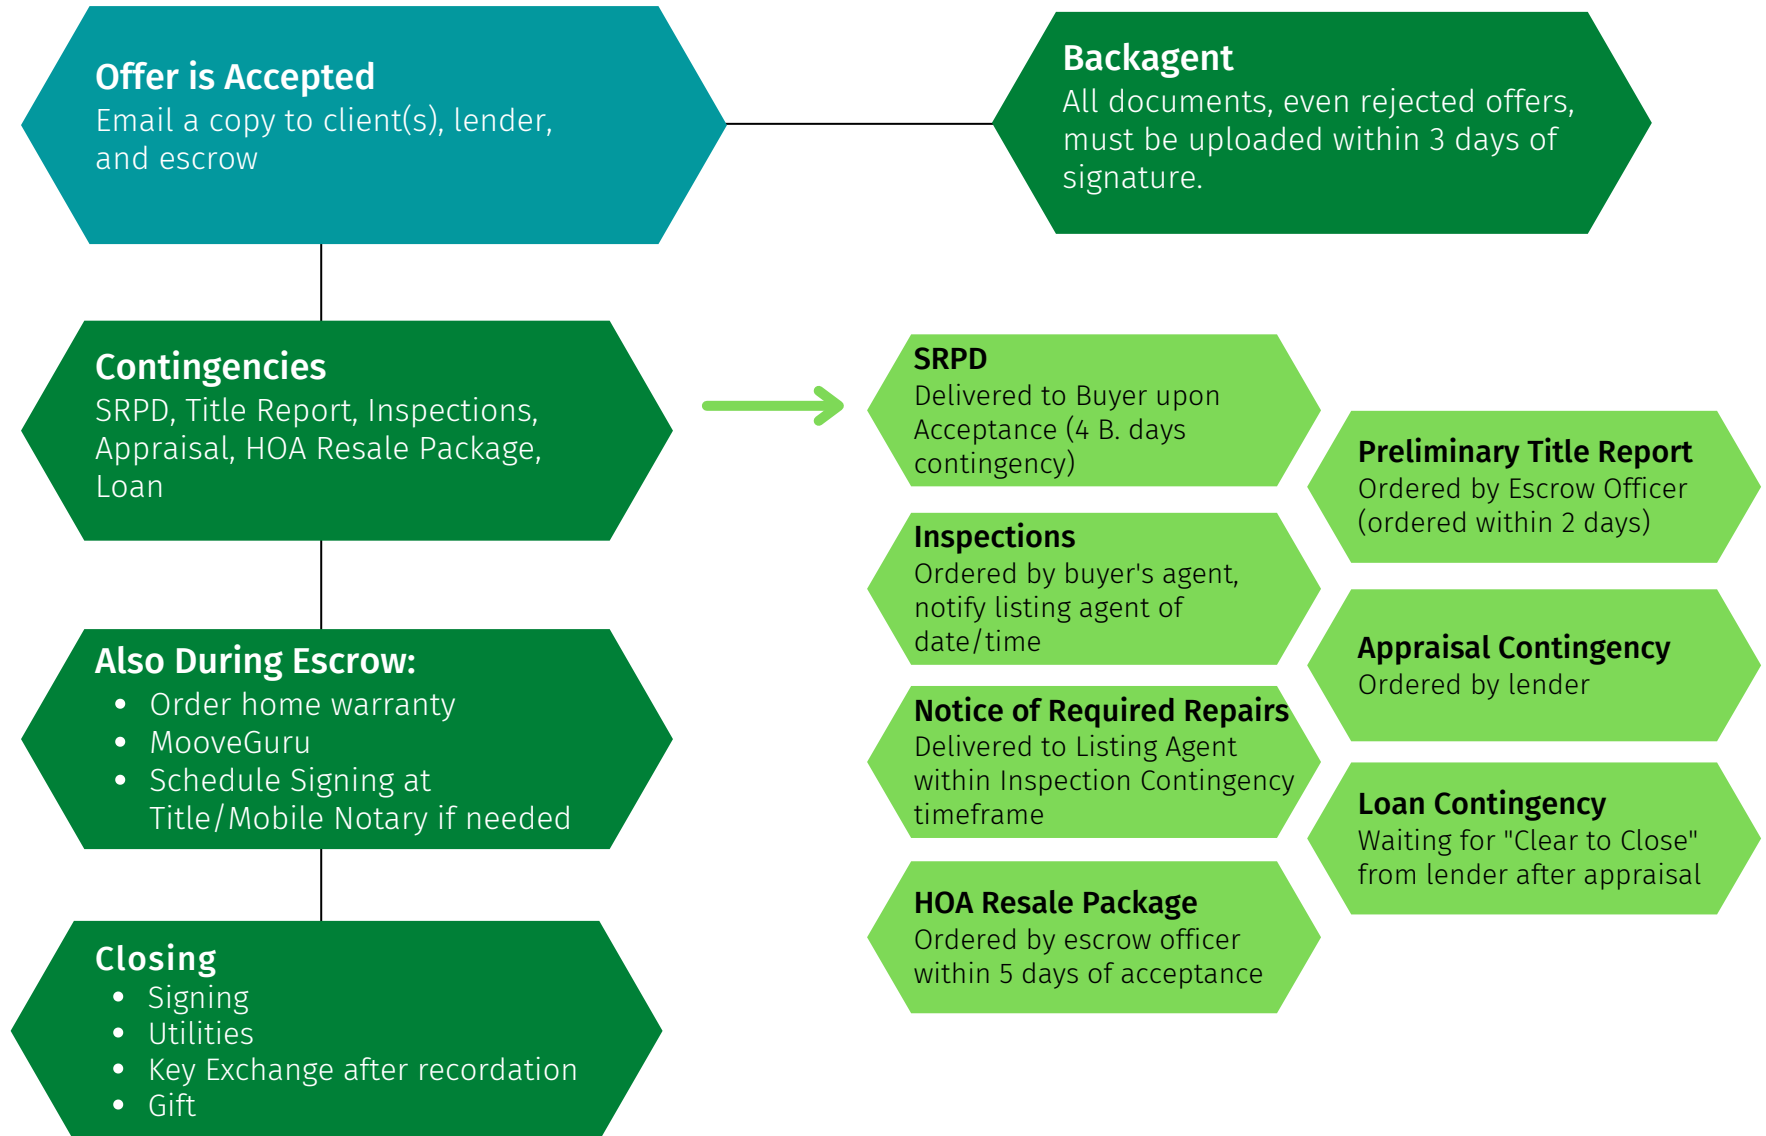 Offer is Accepted
Email a copy to client(s), lender,
and escrow
Backagent
All documents, even rejected offers,
must be uploaded within 3 days of
signature.
Contingencies
SRPD, Title Report, Inspections,
Appraisal, HOA Resale Package,
Loan
SRPD
Delivered to Buyer upon
Acceptance (4 B. days
contingency)
Preliminary Title Report
Ordered by Escrow Officer
(ordered within 2 days)
Inspections
Ordered by buyer's agent,
notify listing agent of
date/time
Appraisal Contingency
Ordered by lender
Notice of Required Repairs
Delivered to Listing Agent
within Inspection Contingency
timeframe
Loan Contingency
Waiting for "Clear to Close"
from lender after appraisal
HOA Resale Package
Ordered by escrow officer
within 5 days of acceptance
Also During Escrow:
• Order home warranty
• MooveGuru
• Schedule Signing at
Title/Mobile Notary if needed
Closing
• Signing
• Utilities
• Key Exchange after recordation
• Gift